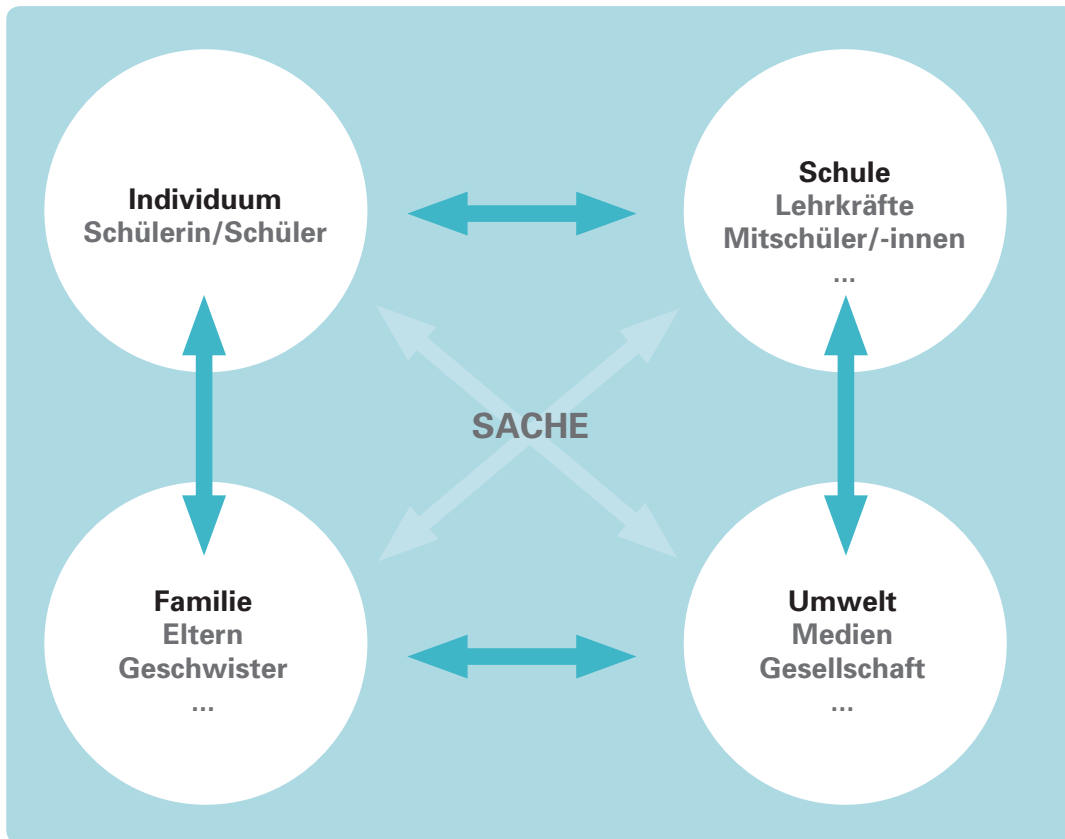 Individuum
Schülerin/Schüler
Schule
Lehrkräfte
Mitschüler/-innen
...
SACHE
Familie
Eltern
Geschwister
...
Umwelt
Medien
Gesellschaft
...